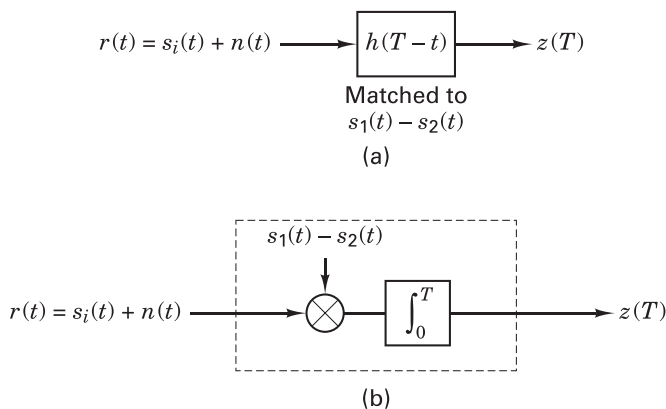 r(t) = s_i(t) + n(t) h(T – t) z(T)
Matched to
s_1(t) – s_2(t)
(a)
s_1(t) – s_2(t)
r(t) = s_i(t) + n(t) ∫_0^T z(T)
(b)